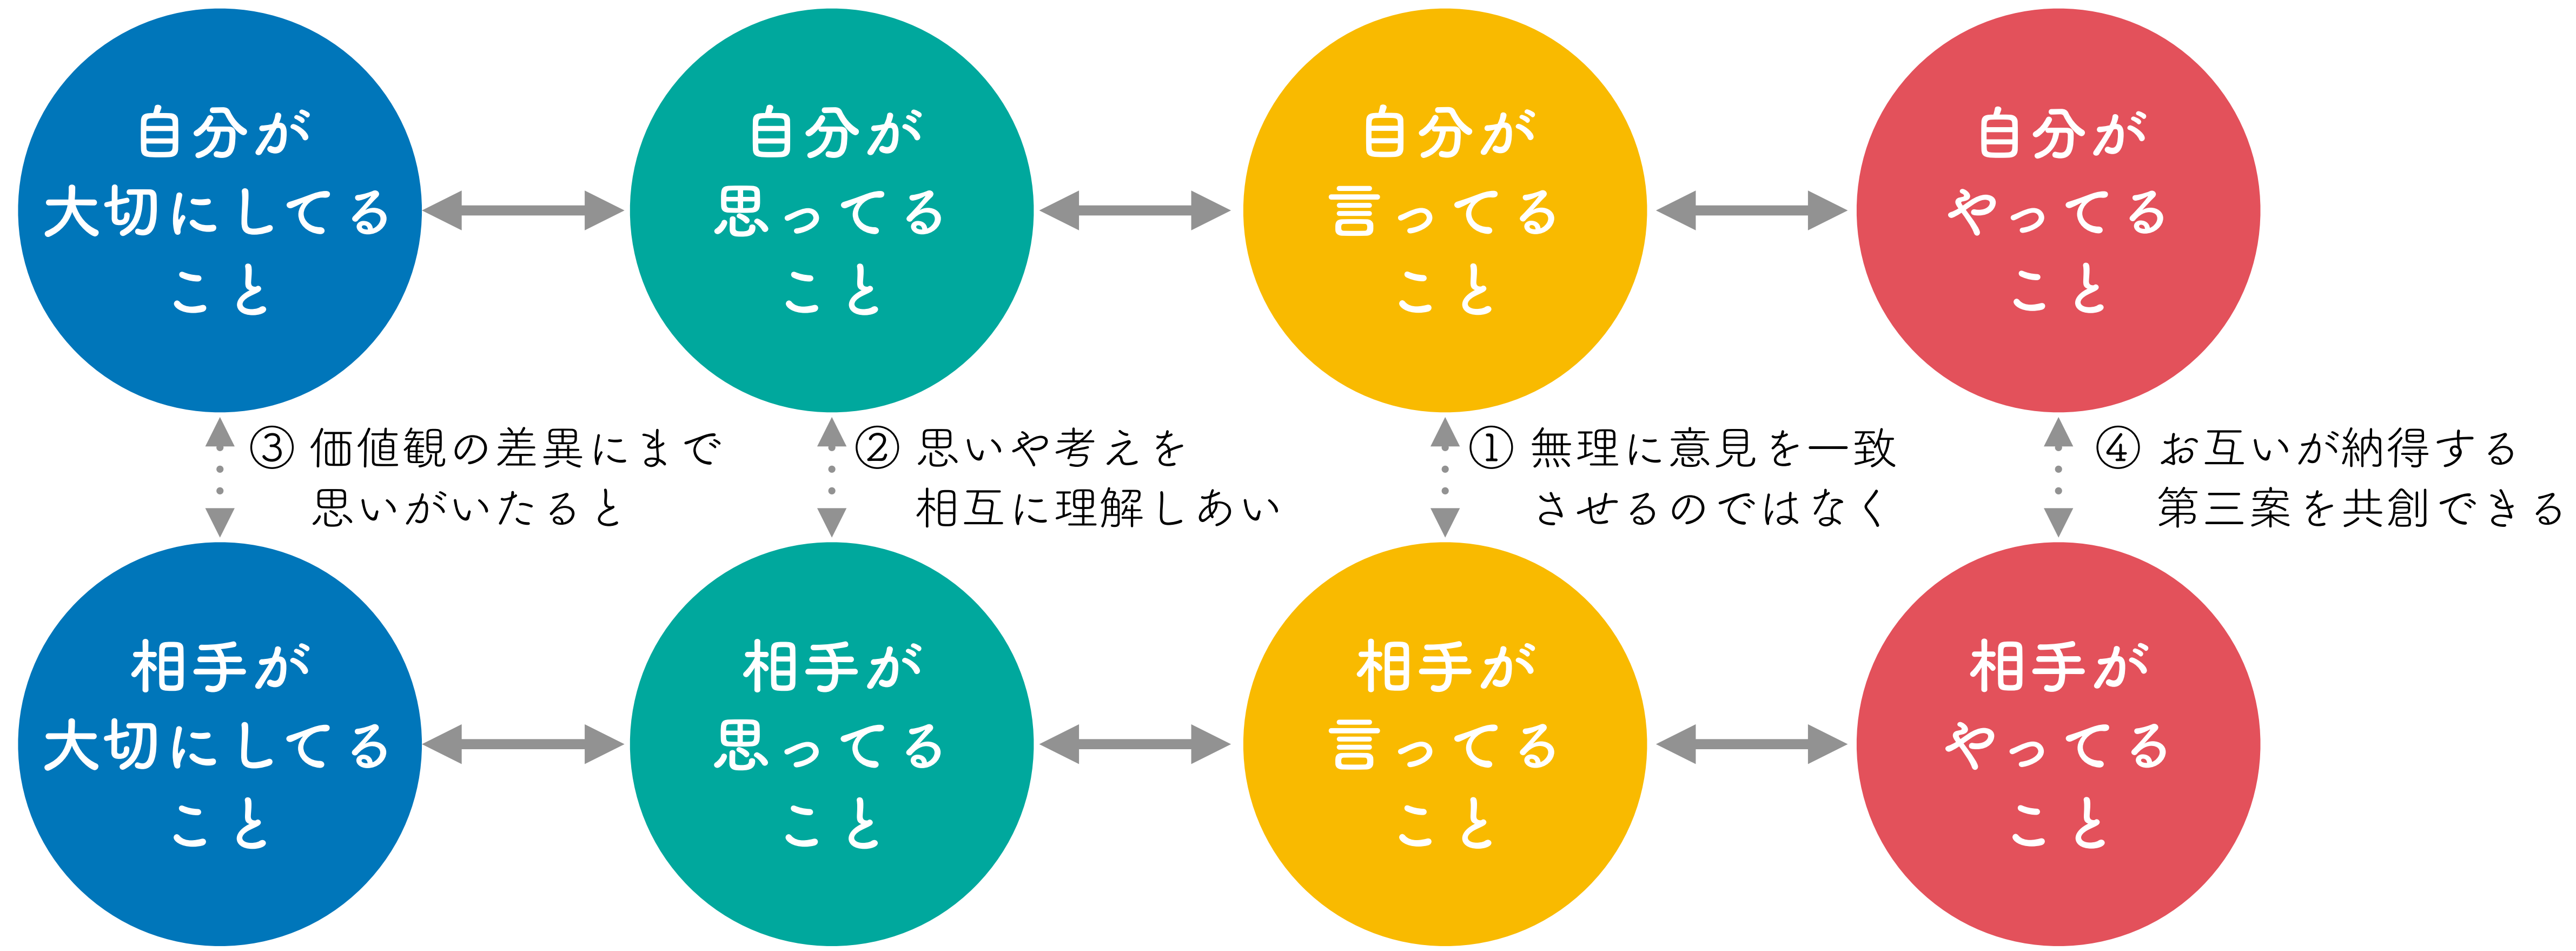 自分が
大切にしてる
こと
自分が
思ってる
こと
自分が
言ってる
こと
自分が
やってる
こと
③ 価値観の差異にまで
思いがいたると
② 思いや考えを
相互に理解しあい
① 無理に意見を一致
させるのではなく
④ お互いが納得する
第三案を共創できる
相手が
大切にしてる
こと
相手が
思ってる
こと
相手が
言ってる
こと
相手が
やってる
こと